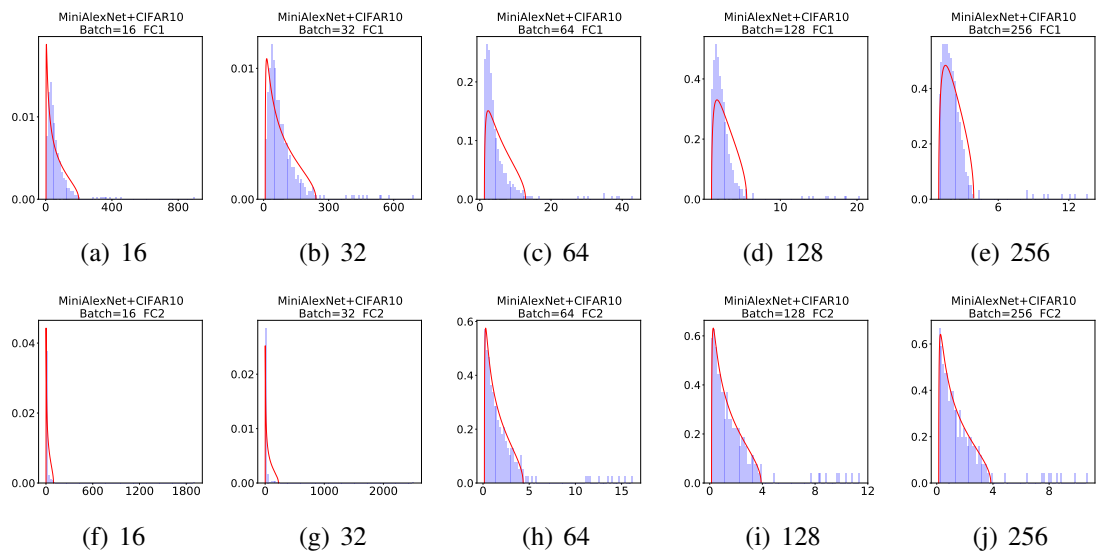 MiniAlexNet+CIFAR10
Batch=16 FC1
0.01
0.00
0 400 800
(a) 16
MiniAlexNet+CIFAR10
Batch=32 FC1
0.01
0.00
0 300 600
(b) 32
MiniAlexNet+CIFAR10
Batch=64 FC1
0.2
0.1
0.0
0 20 40
(c) 64
MiniAlexNet+CIFAR10
Batch=128 FC1
0.4
0.2
0.0
10 20
(d) 128
MiniAlexNet+CIFAR10
Batch=256 FC1
0.4
0.2
0.0
6 12
(e) 256
MiniAlexNet+CIFAR10
Batch=16 FC2
0.04
0.02
0.00
0 600 1200 1800
(f) 16
MiniAlexNet+CIFAR10
Batch=32 FC2
0.02
0.01
0.00
0 1000 2000
(g) 32
MiniAlexNet+CIFAR10
Batch=64 FC2
0.6
0.4
0.2
0.0
0 5 10 15
(h) 64
MiniAlexNet+CIFAR10
Batch=128 FC2
0.6
0.4
0.2
0.0
0 4 8 12
(i) 128
MiniAlexNet+CIFAR10
Batch=256 FC2
0.6
0.4
0.2
0.0
0 4 8
(j) 256